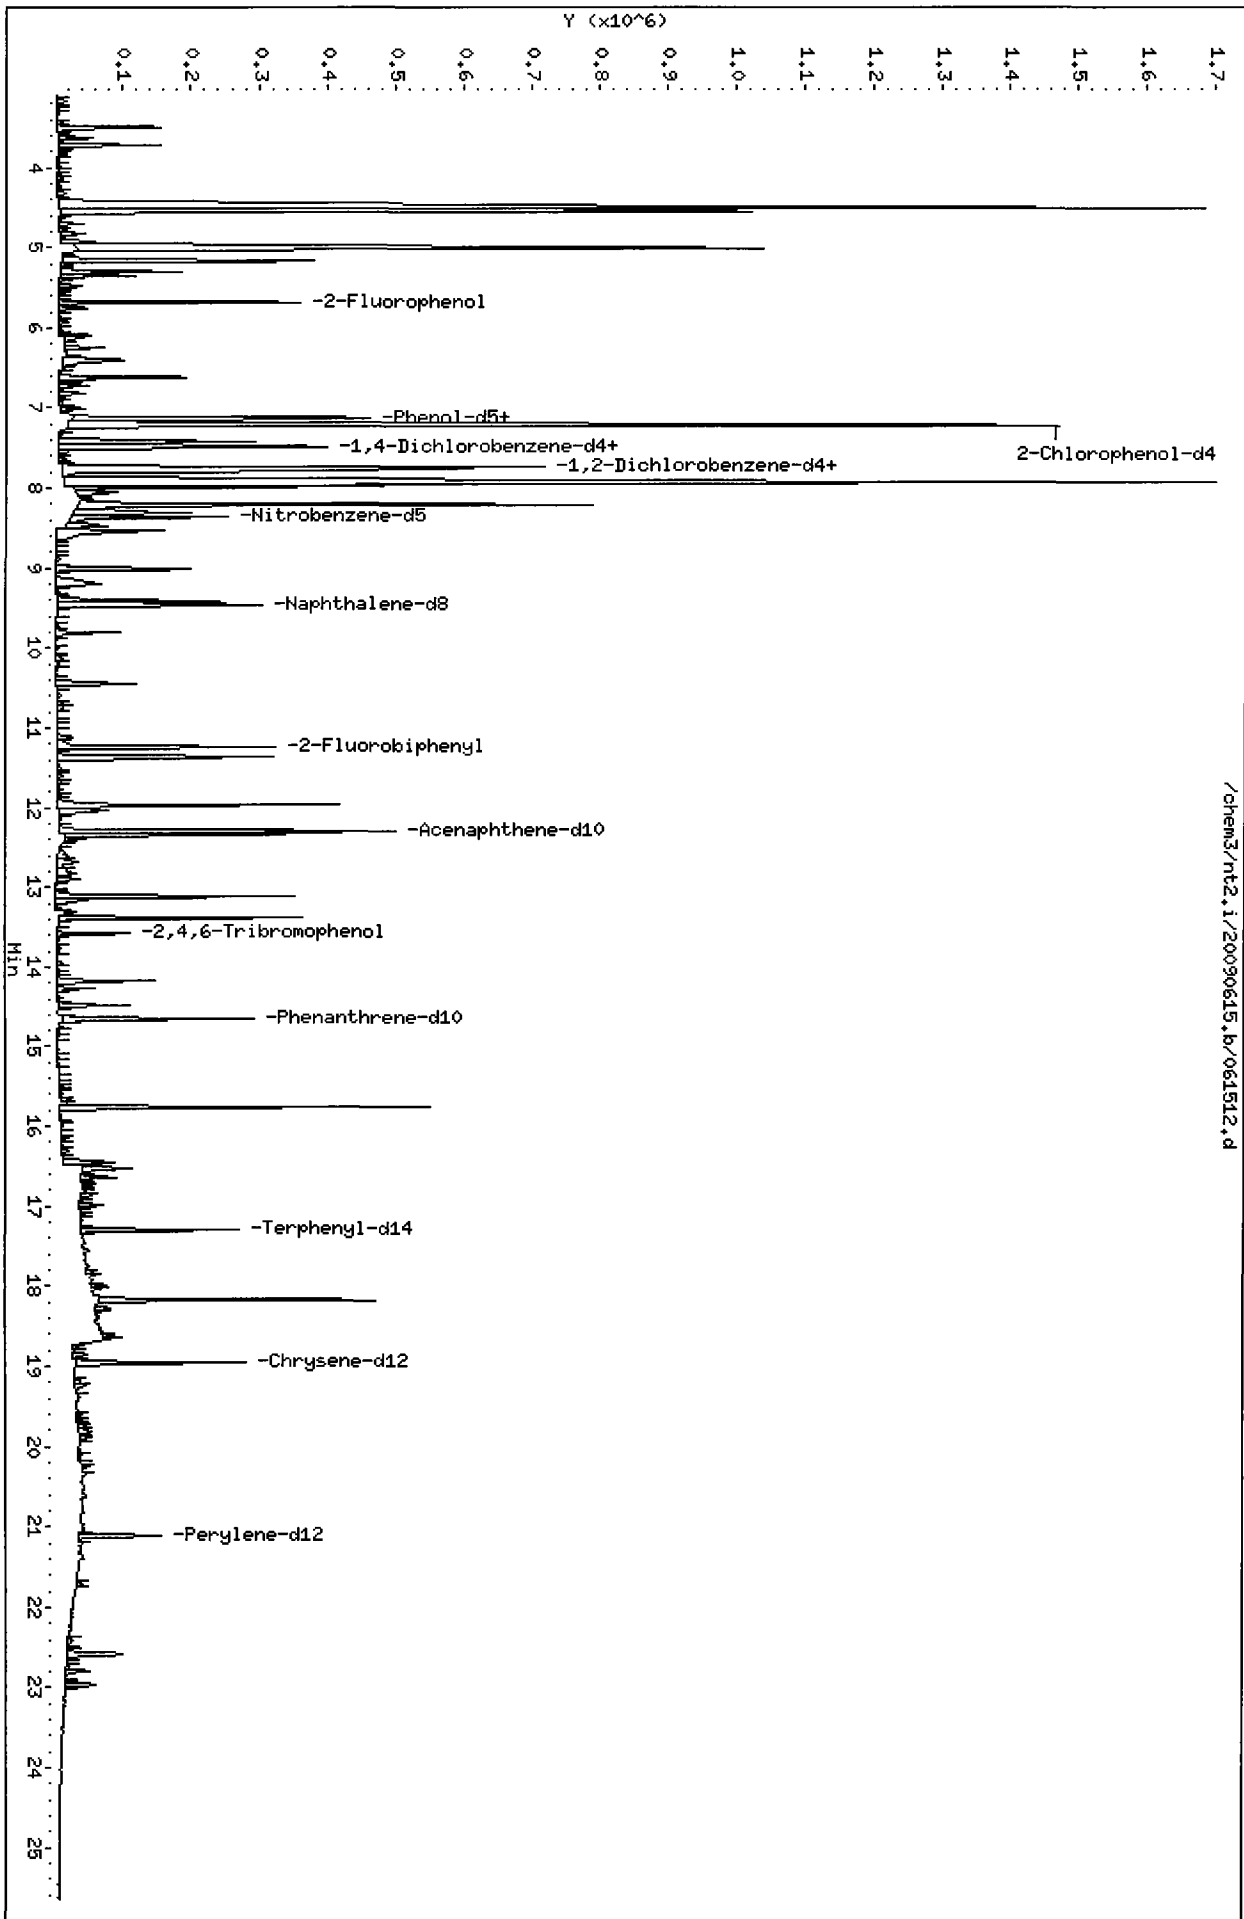 /chem3/nt2.i/20090615.b/061512.d
Y (x10^6)
1.7
1.6
1.5
1.4
1.3
1.2
1.1
1.0
0.9
0.8
0.7
0.6
0.5
0.4
0.3
0.2
0.1
-2-Fluorophenol
-Phenol-d5+
2-Chlorophenol-d4
-1,4-Dichlorobenzene-d4+
-1,2-Dichlorobenzene-d4+
-Nitrobenzene-d5
-Naphthalene-d8
-2-Fluorobiphenyl
-Acenaphthene-d10
-2,4,6-Tribromophenol
-Phenanthrene-d10
-Terphenyl-d14
-Chrysene-d12
-Perylene-d12
4
5
6
7
8
9
10
11
12
13
14
15
16
17
18
19
20
21
22
23
24
25
Min